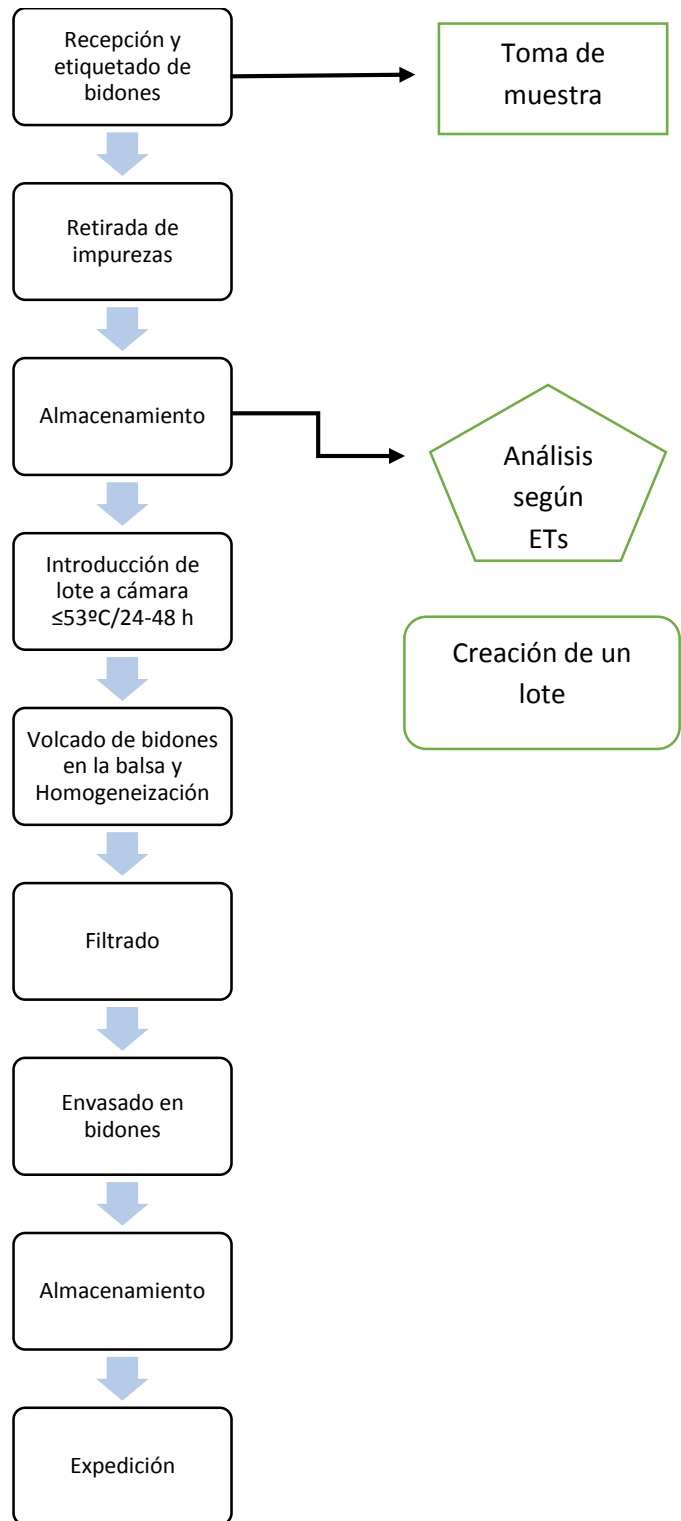 Recepción y
etiquetado de
bidones
Toma de
muestra
Retirada de
impurezas
Almacenamiento
Análisis
según
ETs
Introducción de
lote a cámara
≤53ºC/24-48 h
Creación de un
lote
Volcado de bidones
en la balsa y
Homogeneización
Filtrado
Envasado en
bidones
Almacenamiento
Expedición